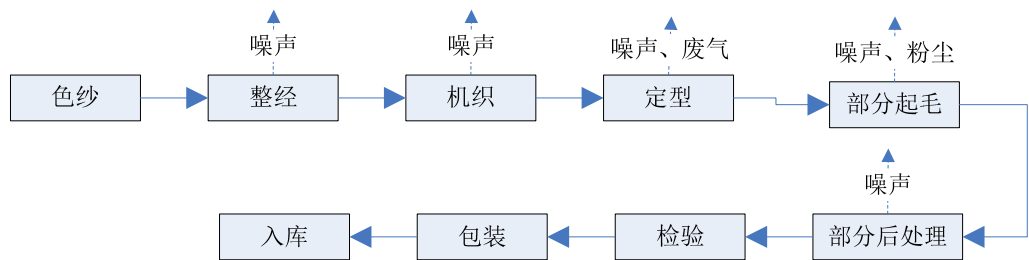 噪声
噪声
噪声、废气
噪声、粉尘
色纱
整经
机织
定型
部分起毛
噪声
入库
包装
检验
部分后处理